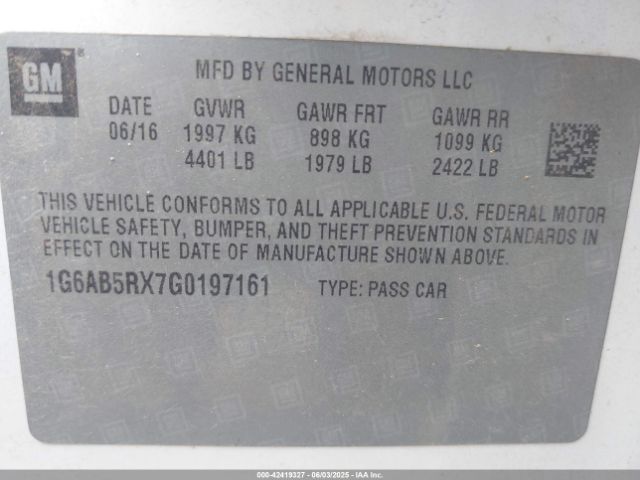 GM
MFD BY GENERAL MOTORS LLC
DATE GVWR GAWR FRT GAWR RR
06/16 1997 KG 898 KG 1099 KG
4401 LB 1979 LB 2422 LB
THIS VEHICLE CONFORMS TO ALL APPLICABLE U.S. FEDERAL MOTOR
VEHICLE SAFETY, BUMPER, AND THEFT PREVENTION STANDARDS IN
EFFECT ON THE DATE OF MANUFACTURE SHOWN ABOVE.
1G6AB5RX7G0197161 TYPE: PASS CAR
000-42419327 - 06/03/2025 - IAA Inc.